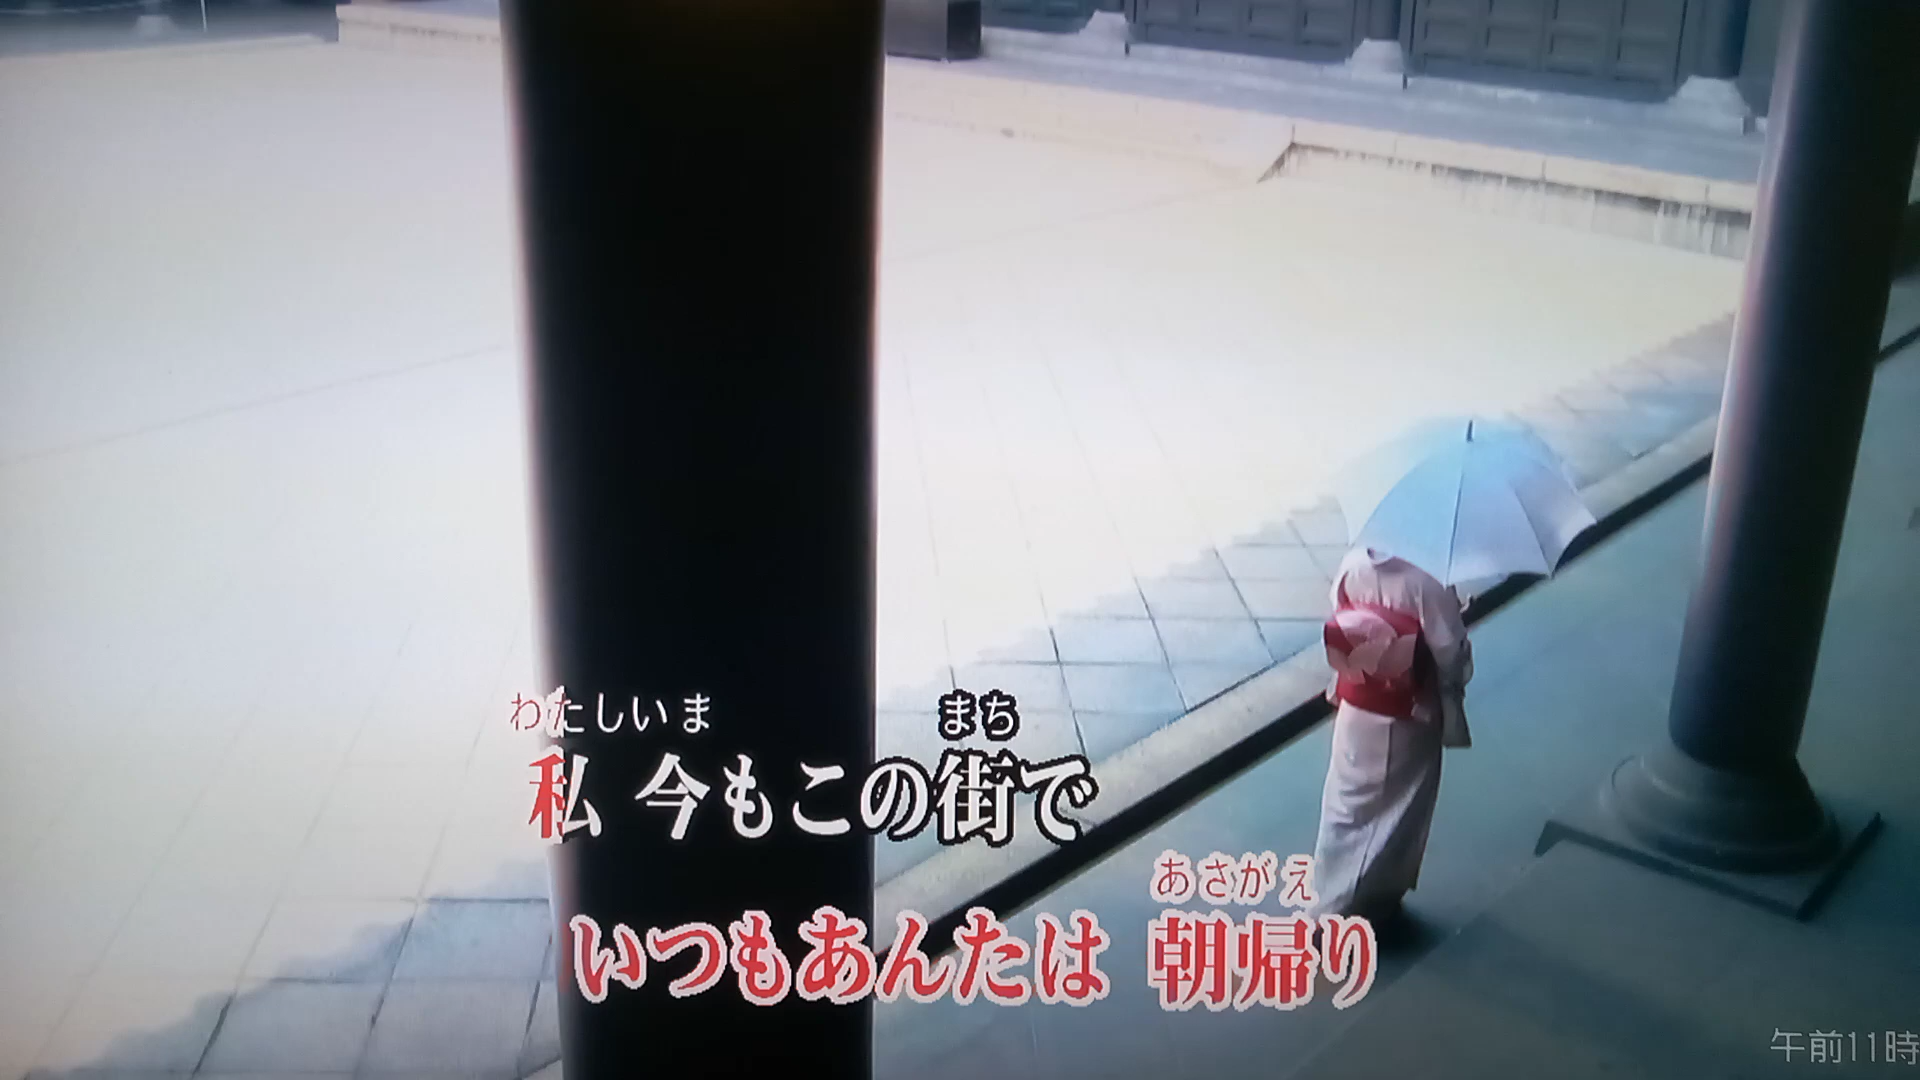 わたしいま まち
私 今もこの街で
あさがえ
いつもあんたは 朝帰り
午前11時